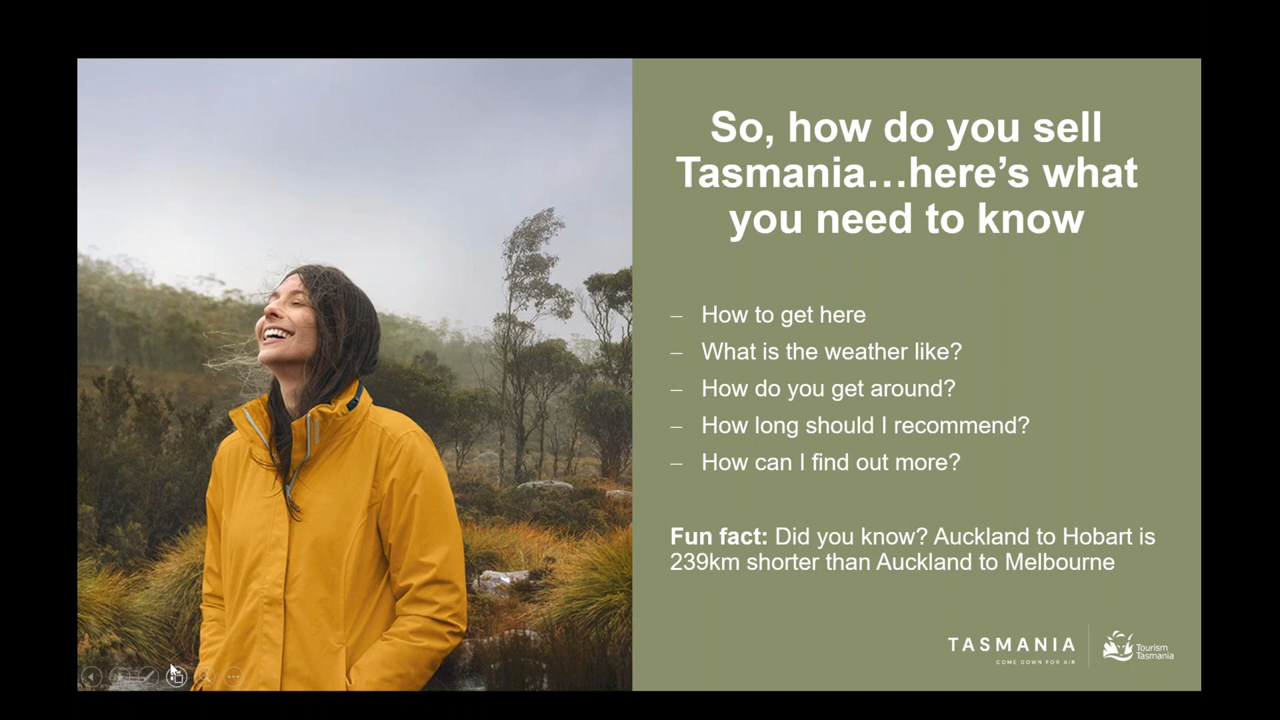 So, how do you sell
Tasmania…here’s what
you need to know
– How to get here
– What is the weather like?
– How do you get around?
– How long should I recommend?
– How can I find out more?
Fun fact: Did you know? Auckland to Hobart is
239km shorter than Auckland to Melbourne
TASMANIA
COME DOWN FOR AIR
Tourism
Tasmania